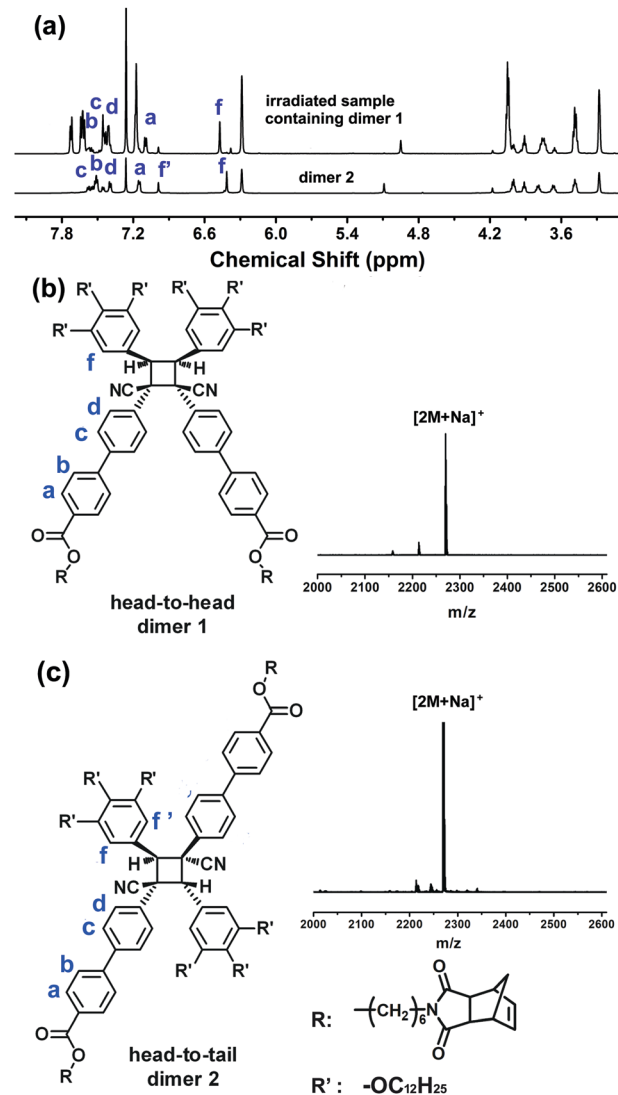 (a)
c d
b
a
f
irradiated sample
containing dimer 1
b
c d a f' f
dimer 2
7.8 7.2 6.6 6.0 5.4 4.8 4.2 3.6
Chemical Shift (ppm)
(b)
R' R' R' R'
R' R'
f H H
NC CN
d
c
b
a
O O
O O
R R
head-to-head
dimer 1
[2M+Na]+
2000 2100 2200 2300 2400 2500 2600
m/z
(c)
R
O
O
R' R'
R' f '
f H CN
NC H
d
c R'
b R' R'
a
O
O
R
head-to-tail
dimer 2
[2M+Na]+
2000 2100 2200 2300 2400 2500 2600
m/z
O
R: (CH2)6 N
O
R' : -OC12H25